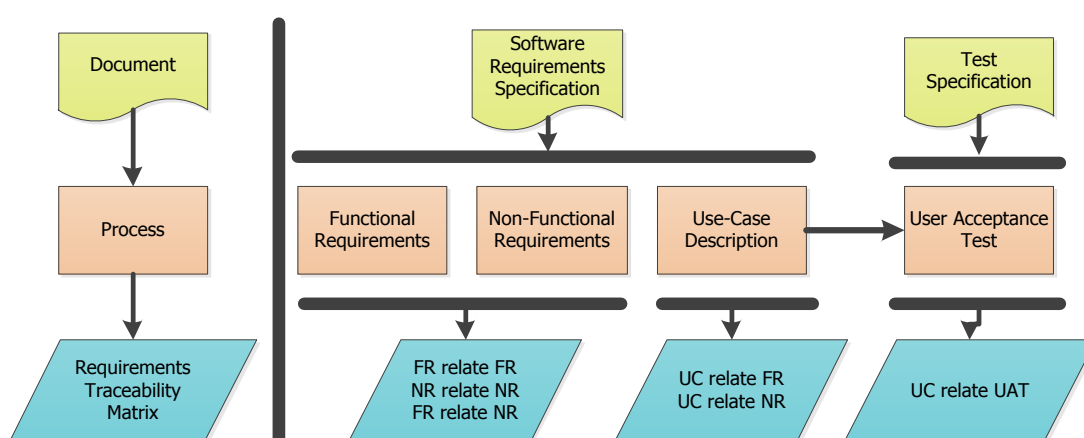 Document
Software
Requirements
Specification
Test
Specification
Process
Functional
Requirements
Non-Functional
Requirements
Use-Case
Description
User Acceptance
Test
Requirements
Traceability
Matrix
FR relate FR
NR relate NR
FR relate NR
UC relate FR
UC relate NR
UC relate UAT